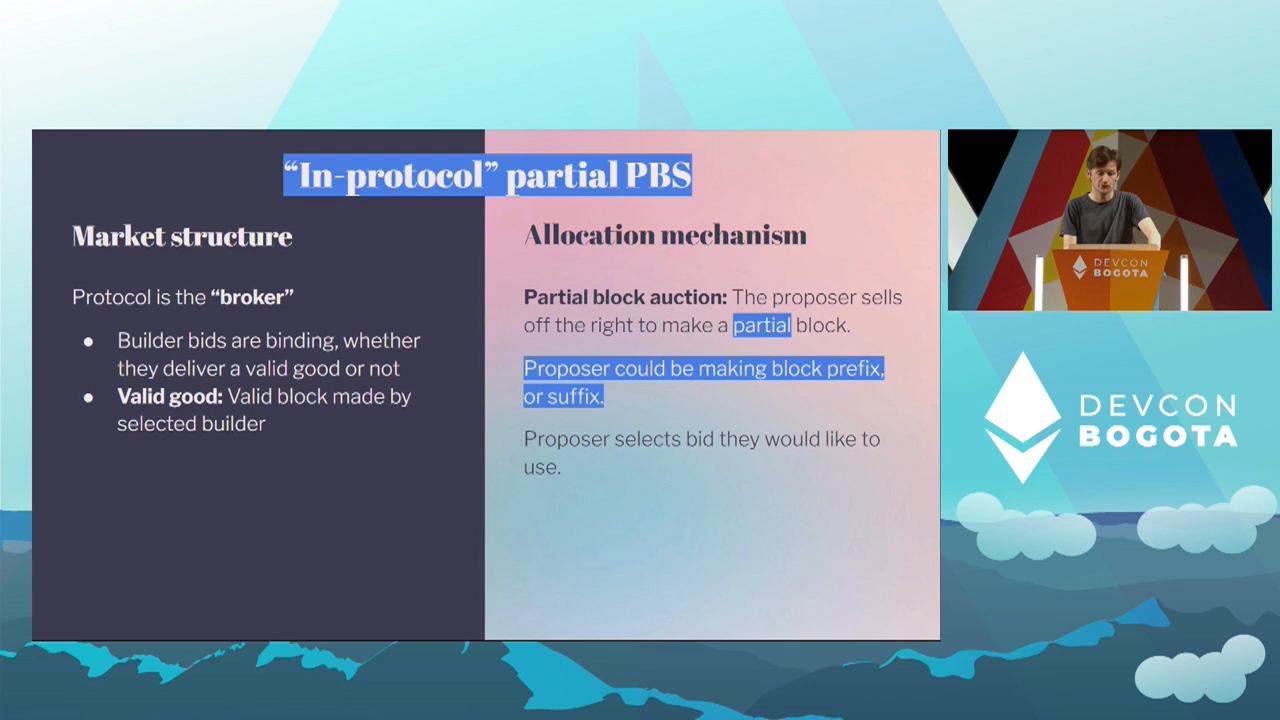 “In-protocol” partial PBS
Market structure
Protocol is the “broker”
● Builder bids are binding, whether
they deliver a valid good or not
● Valid good: Valid block made by
selected builder
Allocation mechanism
Partial block auction: The proposer sells
off the right to make a partial block.
Proposer could be making block prefix,
or suffix.
Proposer selects bid they would like to
use.
DEVCON
BOGOTA
DEVCON
BOGOTA